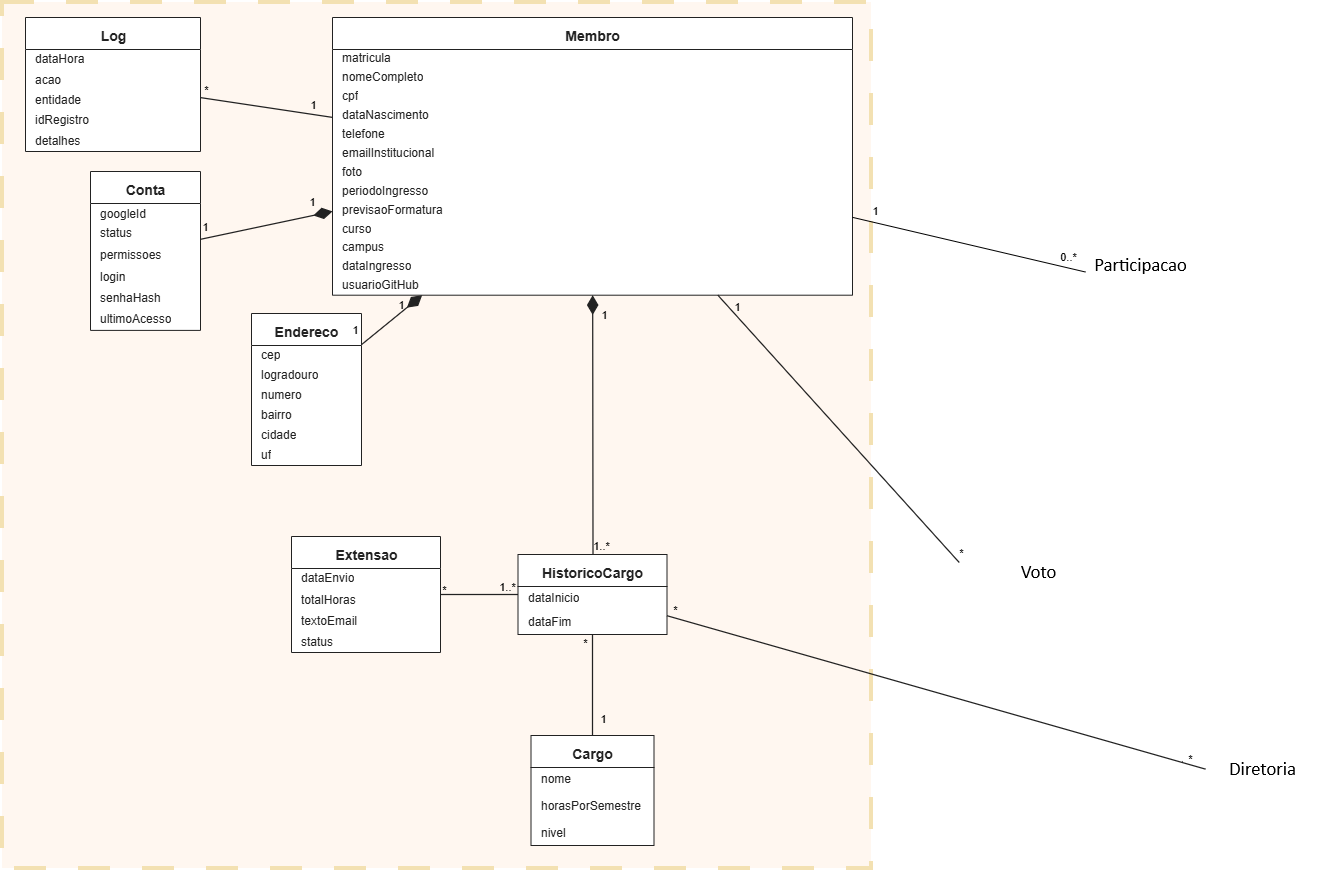 Log
dataHora
acao
entidade
idRegistro
detalhes
*
1
Membro
matricula
nomeCompleto
cpf
dataNascimento
telefone
emailInstitucional
foto
periodoIngresso
previsaoFormatura
curso
campus
dataIngresso
usuarioGitHub
Conta
googleId
status
permissoes
login
senhaHash
ultimoAcesso
1
1
1
0..*
Participacao
Endereco
cep
logradouro
numero
bairro
cidade
uf
1
1
1
1..*
1
*
Voto
Extensao
dataEnvio
totalHoras
textoEmail
status
*
1..*
HistoricoCargo
dataInicio
dataFim
*
*
Diretoria
*
1
Cargo
nome
horasPorSemestre
nivel